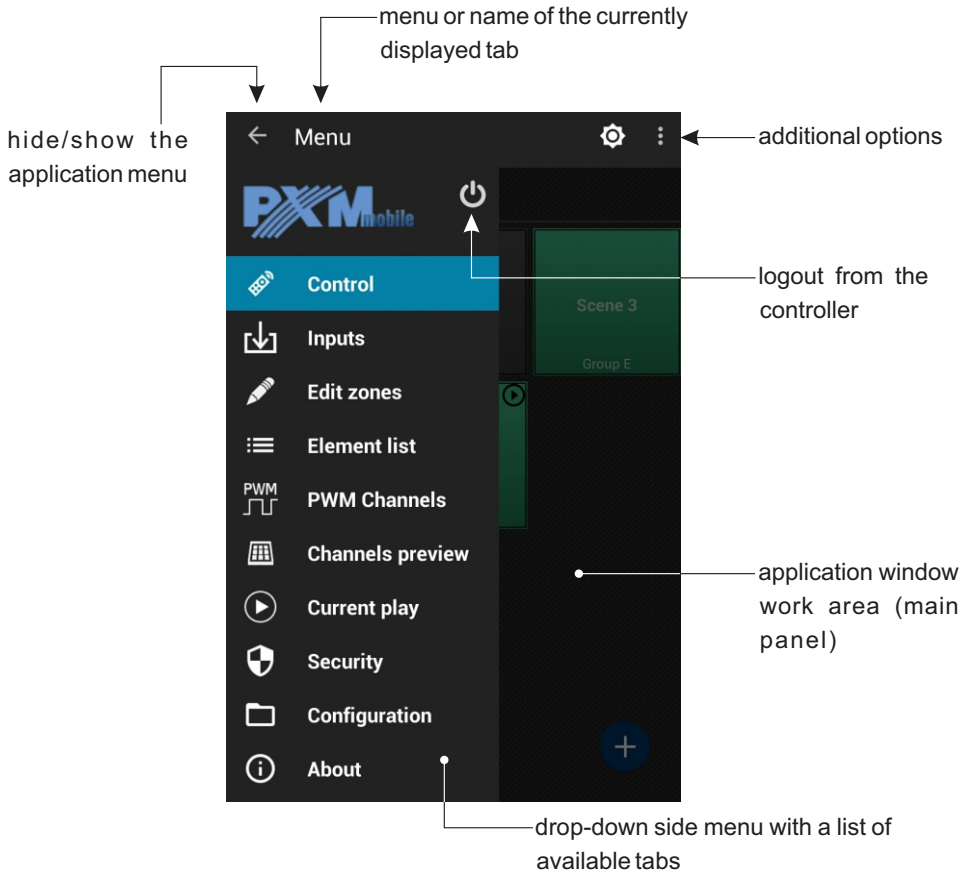 menu or name of the currently
displayed tab
hide/show the
application menu
Menu
additional options
PXM mobile
logout from the
controller
Control
Scene 3
Group E
Inputs
Edit zones
Element list
PWM
PWM Channels
Channels preview
Current play
application window
work area (main
panel)
Security
Configuration
About
drop-down side menu with a list of
available tabs